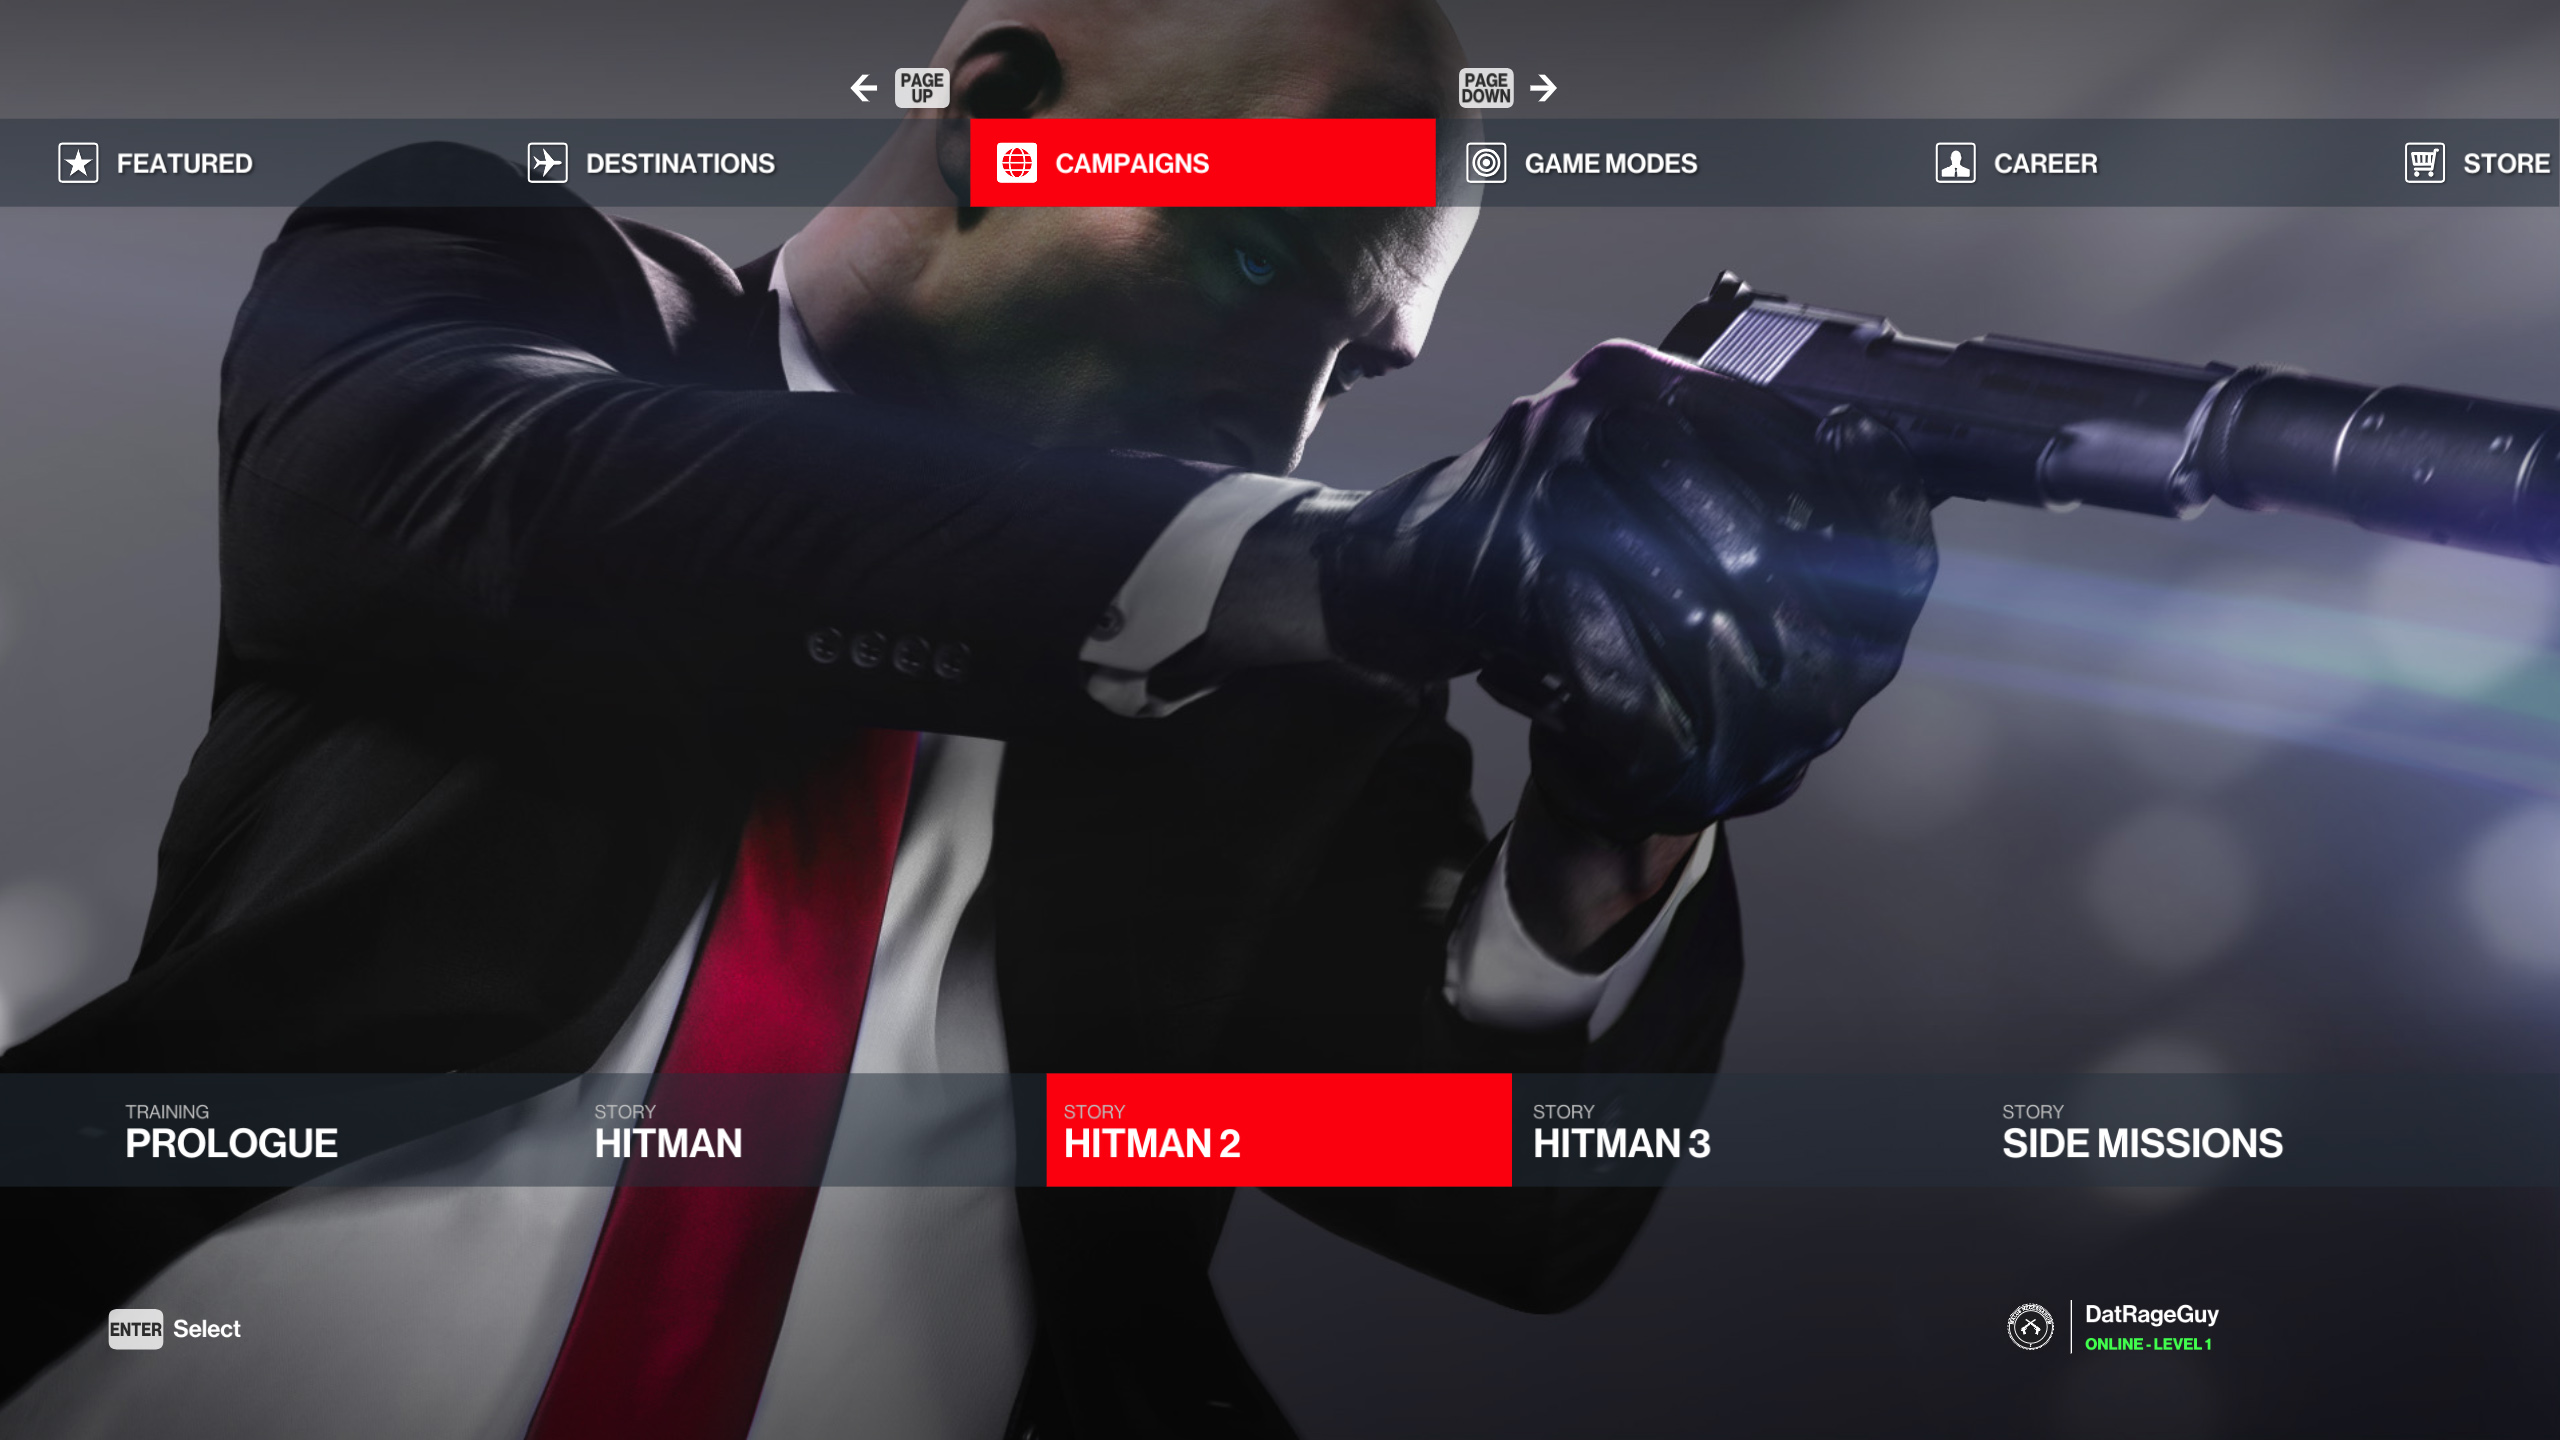 PAGE UP
PAGE DOWN
FEATURED
DESTINATIONS
CAMPAIGNS
GAME MODES
CAREER
STORE
TRAINING
PROLOGUE
STORY
HITMAN
STORY
HITMAN 2
STORY
HITMAN 3
STORY
SIDE MISSIONS
ENTER Select
DatRageGuy
ONLINE - LEVEL 1